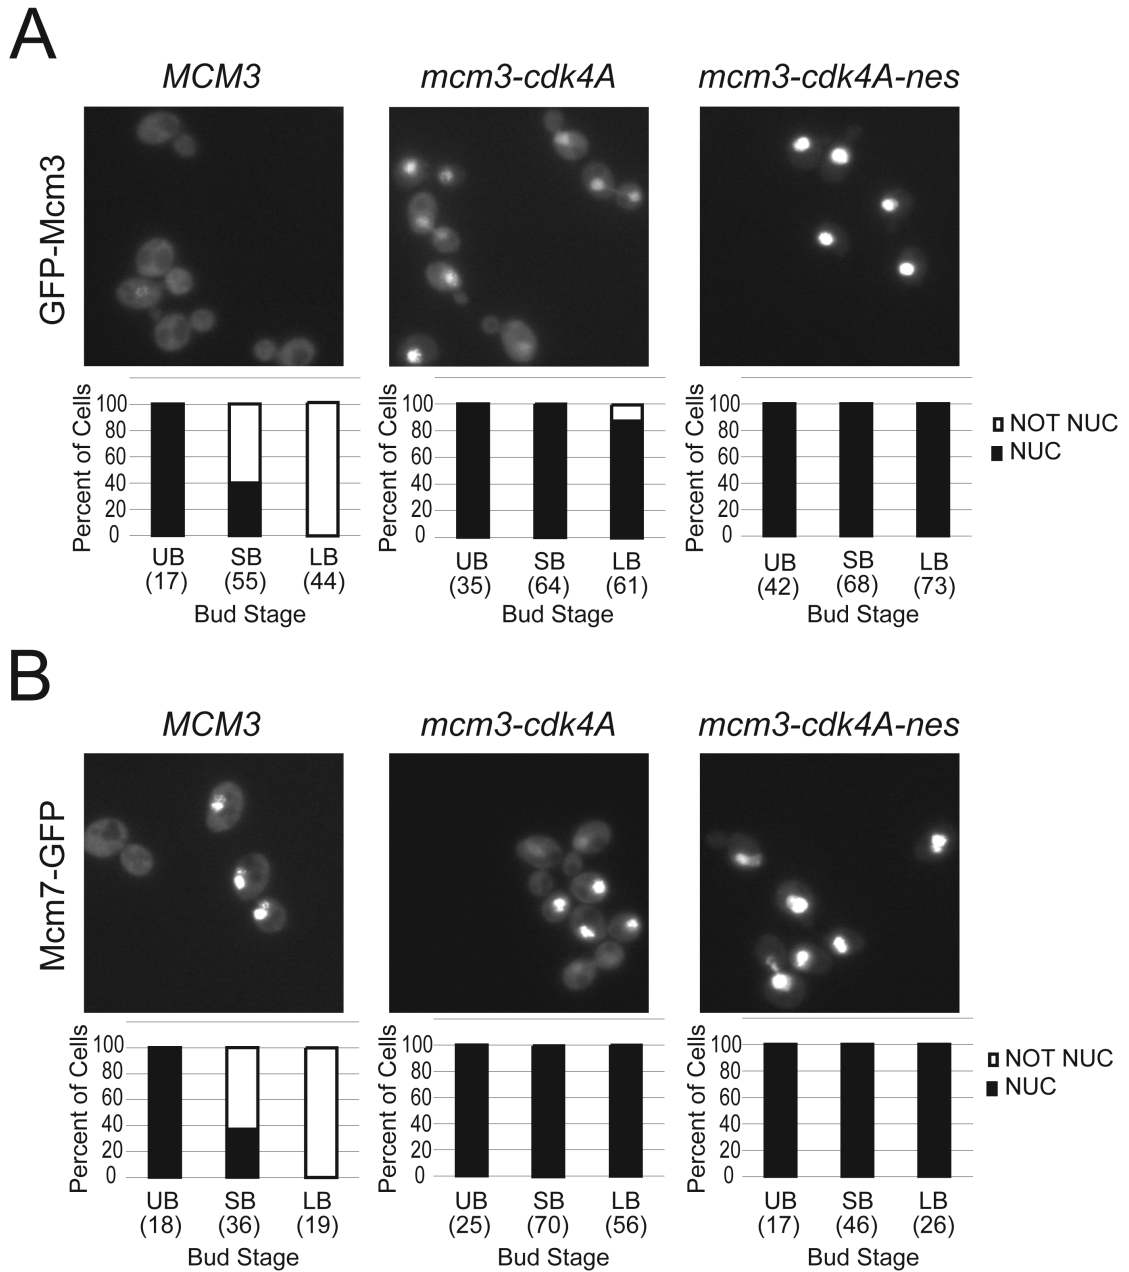 A
MCM3 mcm3-cdk4A mcm3-cdk4A-nes
GFP-Mcm3
Percent of Cells
100
80
60
40
20
0
UB SB LB
(17) (55) (44)
Bud Stage
Percent of Cells
100
80
60
40
20
0
UB SB LB
(35) (64) (61)
Bud Stage
Percent of Cells
100
80
60
40
20
0
UB SB LB
(42) (68) (73)
Bud Stage
NOT NUC
NUC
B
MCM3 mcm3-cdk4A mcm3-cdk4A-nes
Mcm7-GFP
Percent of Cells
100
80
60
40
20
0
UB SB LB
(18) (36) (19)
Bud Stage
Percent of Cells
100
80
60
40
20
0
UB SB LB
(25) (70) (56)
Bud Stage
Percent of Cells
100
80
60
40
20
0
UB SB LB
(17) (46) (26)
Bud Stage
NOT NUC
NUC